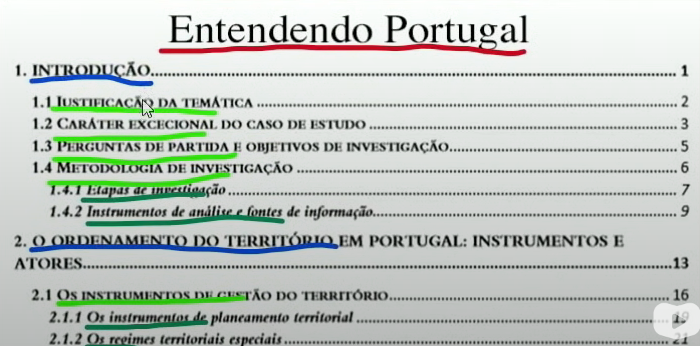 Entendendo Portugal
1. INTRODUÇÃO........................................................ 1
1.1 JUSTIFICAÇÃO DA TEMÁTICA ........................................................ 2
1.2 CARÁTER EXCECIONAL DO CASO DE ESTUDO ........................................................ 3
1.3 PERGUNTAS DE PARTIDA E OBJETIVOS DE INVESTIGAÇÃO........................................................ 5
1.4 METODOLOGIA DE INVESTIGAÇÃO ........................................................ 6
1.4.1 Etapas de investigação ........................................................ 7
1.4.2 Instrumentos de análise e fontes de informação........................................................ 9
2. O ORDENAMENTO DO TERRITÓRIO EM PORTUGAL: INSTRUMENTOS E
ATORES........................................................ 13
2.1 OS INSTRUMENTOS DE GESTÃO DO TERRITÓRIO........................................................ 16
2.1.1 Os instrumentos de planeamento territorial ........................................................ 19
2.1.2 Os regimes territoriais especiais ........................................................ 21